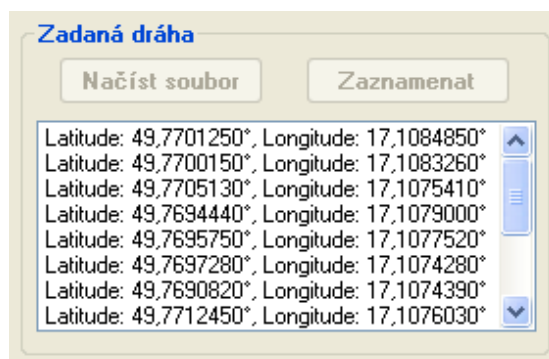 Zadaná dráha
Načíst soubor Zaznamenat
Latitude: 49,7701250°, Longitude: 17,1084850°
Latitude: 49,7700150°, Longitude: 17,1083260°
Latitude: 49,7705130°, Longitude: 17,1075410°
Latitude: 49,7694440°, Longitude: 17,1079000°
Latitude: 49,7695750°, Longitude: 17,1077520°
Latitude: 49,7697280°, Longitude: 17,1074280°
Latitude: 49,7690820°, Longitude: 17,1074390°
Latitude: 49,7712450°, Longitude: 17,1076030°